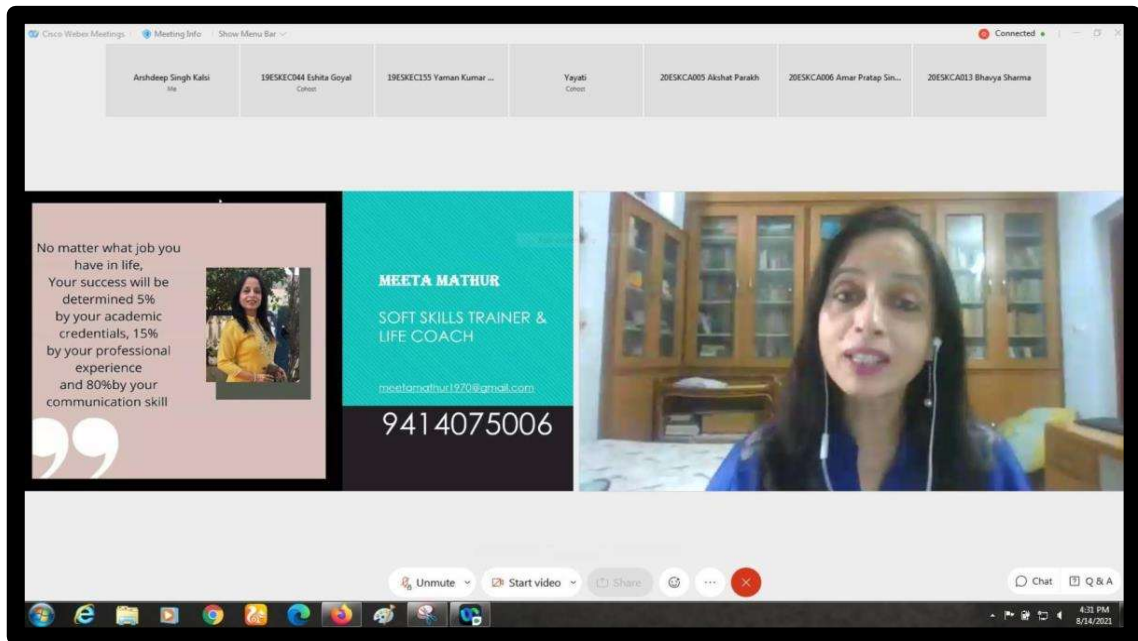 Cisco Webex Meetings
Meeting Info
Show Menu Bar
Connected
Arshdeep Singh Kalsi
Me
19ESKEC044 Eshita Goyal
Cohost
19ESKEC155 Yaman Kumar ...
Yayati
Cohost
20ESKCA005 Akshat Parakh
20ESKCA006 Amar Pratap Sin...
20ESKCA013 Bhavya Sharma
No matter what job you
have in life,
Your success will be
determined 5%
by your academic
credentials, 15%
by your professional
experience
and 80%by your
communication skill
MEETA MATHUR
SOFT SKILLS TRAINER &
LIFE COACH
meetamathur1970@gmail.com
9414075006
Unmute
Start video
Share
Chat
Q & A
4:31 PM
8/14/2021